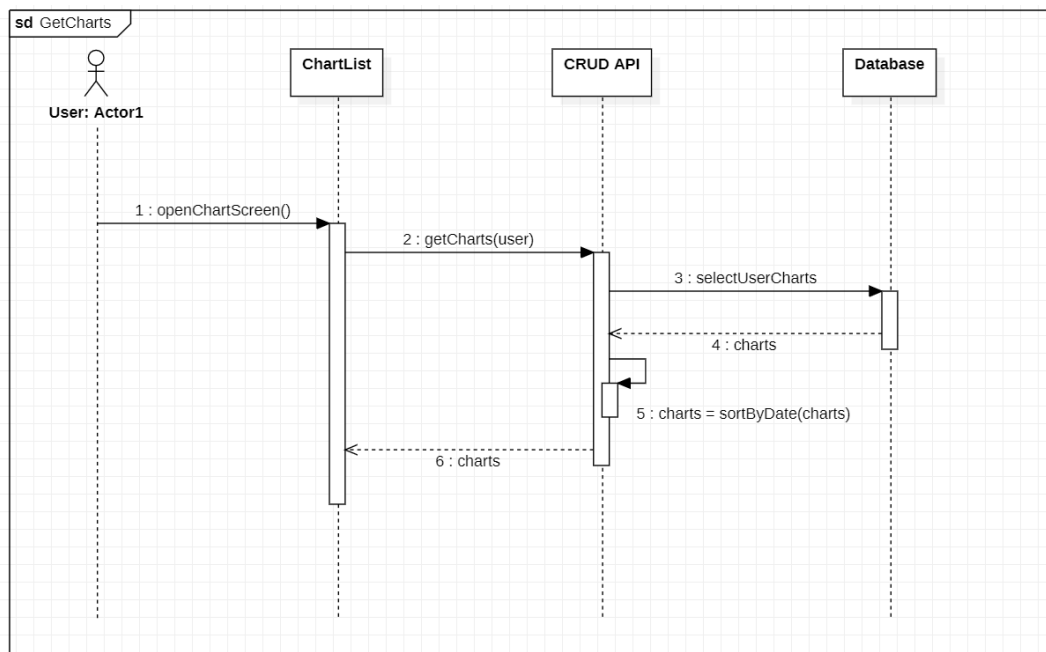 sd GetCharts
ChartList
CRUD API
Database
User: Actor1
1 : openChartScreen()
2 : getCharts(user)
3 : selectUserCharts
4 : charts
5 : charts = sortByDate(charts)
6 : charts